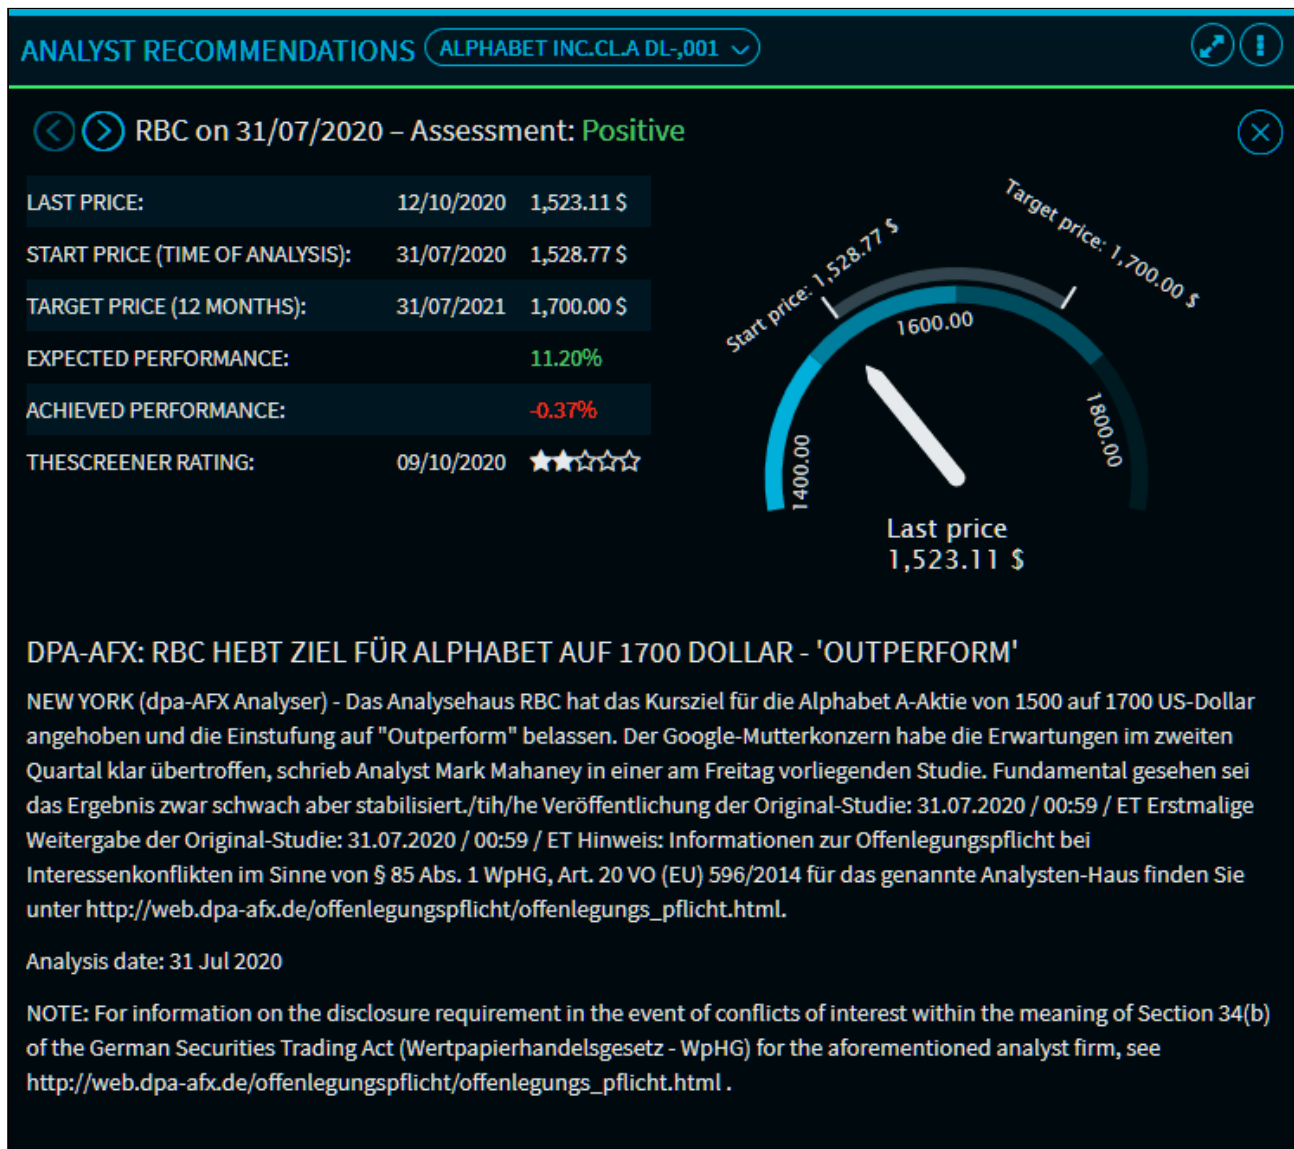 ANALYST RECOMMENDATIONS ALPHABET INC.CL.A DL-,001
RBC on 31/07/2020 – Assessment: Positive
LAST PRICE: 12/10/2020 1,523.11 $
START PRICE (TIME OF ANALYSIS): 31/07/2020 1,528.77 $
TARGET PRICE (12 MONTHS): 31/07/2021 1,700.00 $
EXPECTED PERFORMANCE: 11.20%
ACHIEVED PERFORMANCE: -0.37%
THESCREENER RATING: 09/10/2020
Start price: 1,528.77 $
Target price: 1,700.00 $
1400.00
1600.00
1800.00
Last price
1,523.11 $
DPA-AFX: RBC HEBT ZIEL FÜR ALPHABET AUF 1700 DOLLAR - 'OUTPERFORM'
NEW YORK (dpa-AFX Analyser) - Das Analysehaus RBC hat das Kursziel für die Alphabet A-Aktie von 1500 auf 1700 US-Dollar
angehoben und die Einstufung auf "Outperform" belassen. Der Google-Mutterkonzern habe die Erwartungen im zweiten
Quartal klar übertroffen, schrieb Analyst Mark Mahaney in einer am Freitag vorliegenden Studie. Fundamental gesehen sei
das Ergebnis zwar schwach aber stabilisiert./tih/he Veröffentlichung der Original-Studie: 31.07.2020 / 00:59 / ET Erstmalige
Weitergabe der Original-Studie: 31.07.2020 / 00:59 / ET Hinweis: Informationen zur Offenlegungspflicht bei
Interessenkonflikten im Sinne von § 85 Abs. 1 WpHG, Art. 20 VO (EU) 596/2014 für das genannte Analysten-Haus finden Sie
unter http://web.dpa-afx.de/offenlegungspflicht/offenlegungs_pflicht.html.
Analysis date: 31 Jul 2020
NOTE: For information on the disclosure requirement in the event of conflicts of interest within the meaning of Section 34(b)
of the German Securities Trading Act (Wertpapierhandelsgesetz - WpHG) for the aforementioned analyst firm, see
http://web.dpa-afx.de/offenlegungspflicht/offenlegungs_pflicht.html .